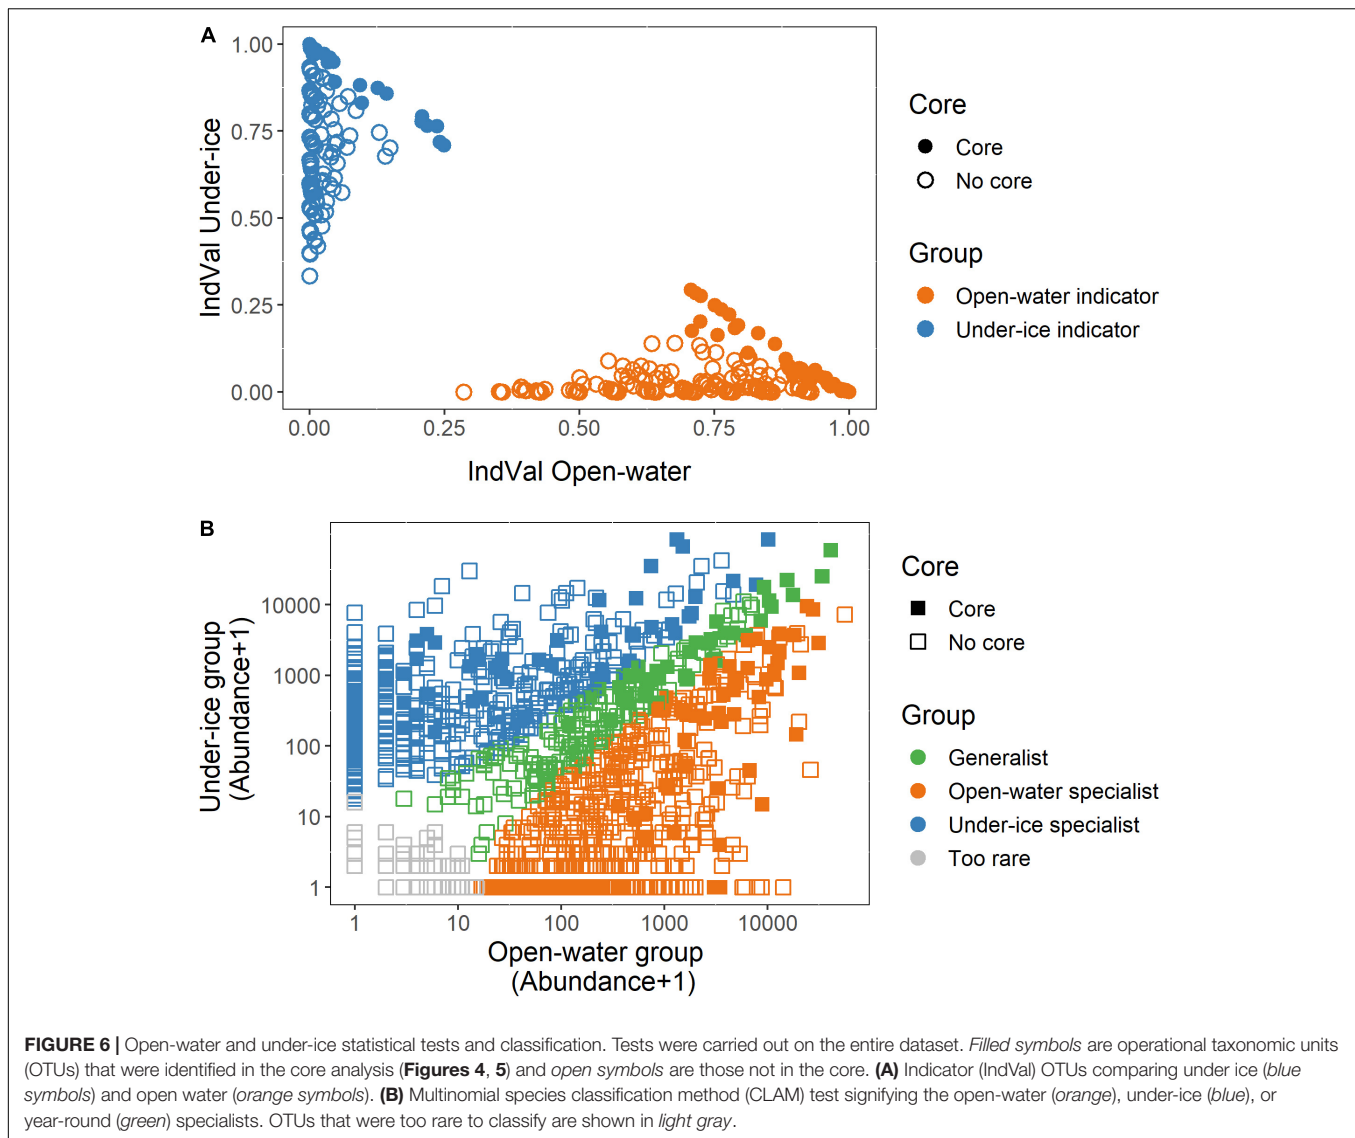 A
1.00
0.75
0.50
0.25
0.00
IndVal Under-ice
0.00 0.25 0.50 0.75 1.00
IndVal Open-water
Core
Core
No core
Group
Open-water indicator
Under-ice indicator
B
10000
1000
100
10
1
Under-ice group
(Abundance+1)
1 10 100 1000 10000
Open-water group
(Abundance+1)
Core
Core
No core
Group
Generalist
Open-water specialist
Under-ice specialist
Too rare
FIGURE 6 | Open-water and under-ice statistical tests and classification. Tests were carried out on the entire dataset. Filled symbols are operational taxonomic units
(OTUs) that were identified in the core analysis (Figures 4, 5) and open symbols are those not in the core. (A) Indicator (IndVal) OTUs comparing under ice (blue
symbols) and open water (orange symbols). (B) Multinomial species classification method (CLAM) test signifying the open-water (orange), under-ice (blue), or
year-round (green) specialists. OTUs that were too rare to classify are shown in light gray.